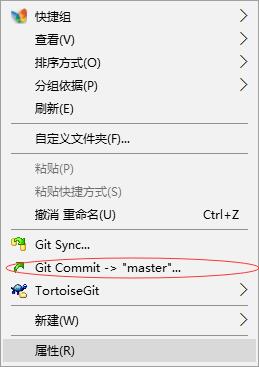 快捷组
查看(V)
排序方式(O)
分组依据(P)
刷新(E)
自定义文件夹(F)...
粘贴(P)
粘贴快捷方式(S)
撤消 重命名(U) Ctrl+Z
Git Sync...
Git Commit -> "master"...
TortoiseGit
新建(W)
属性(R)